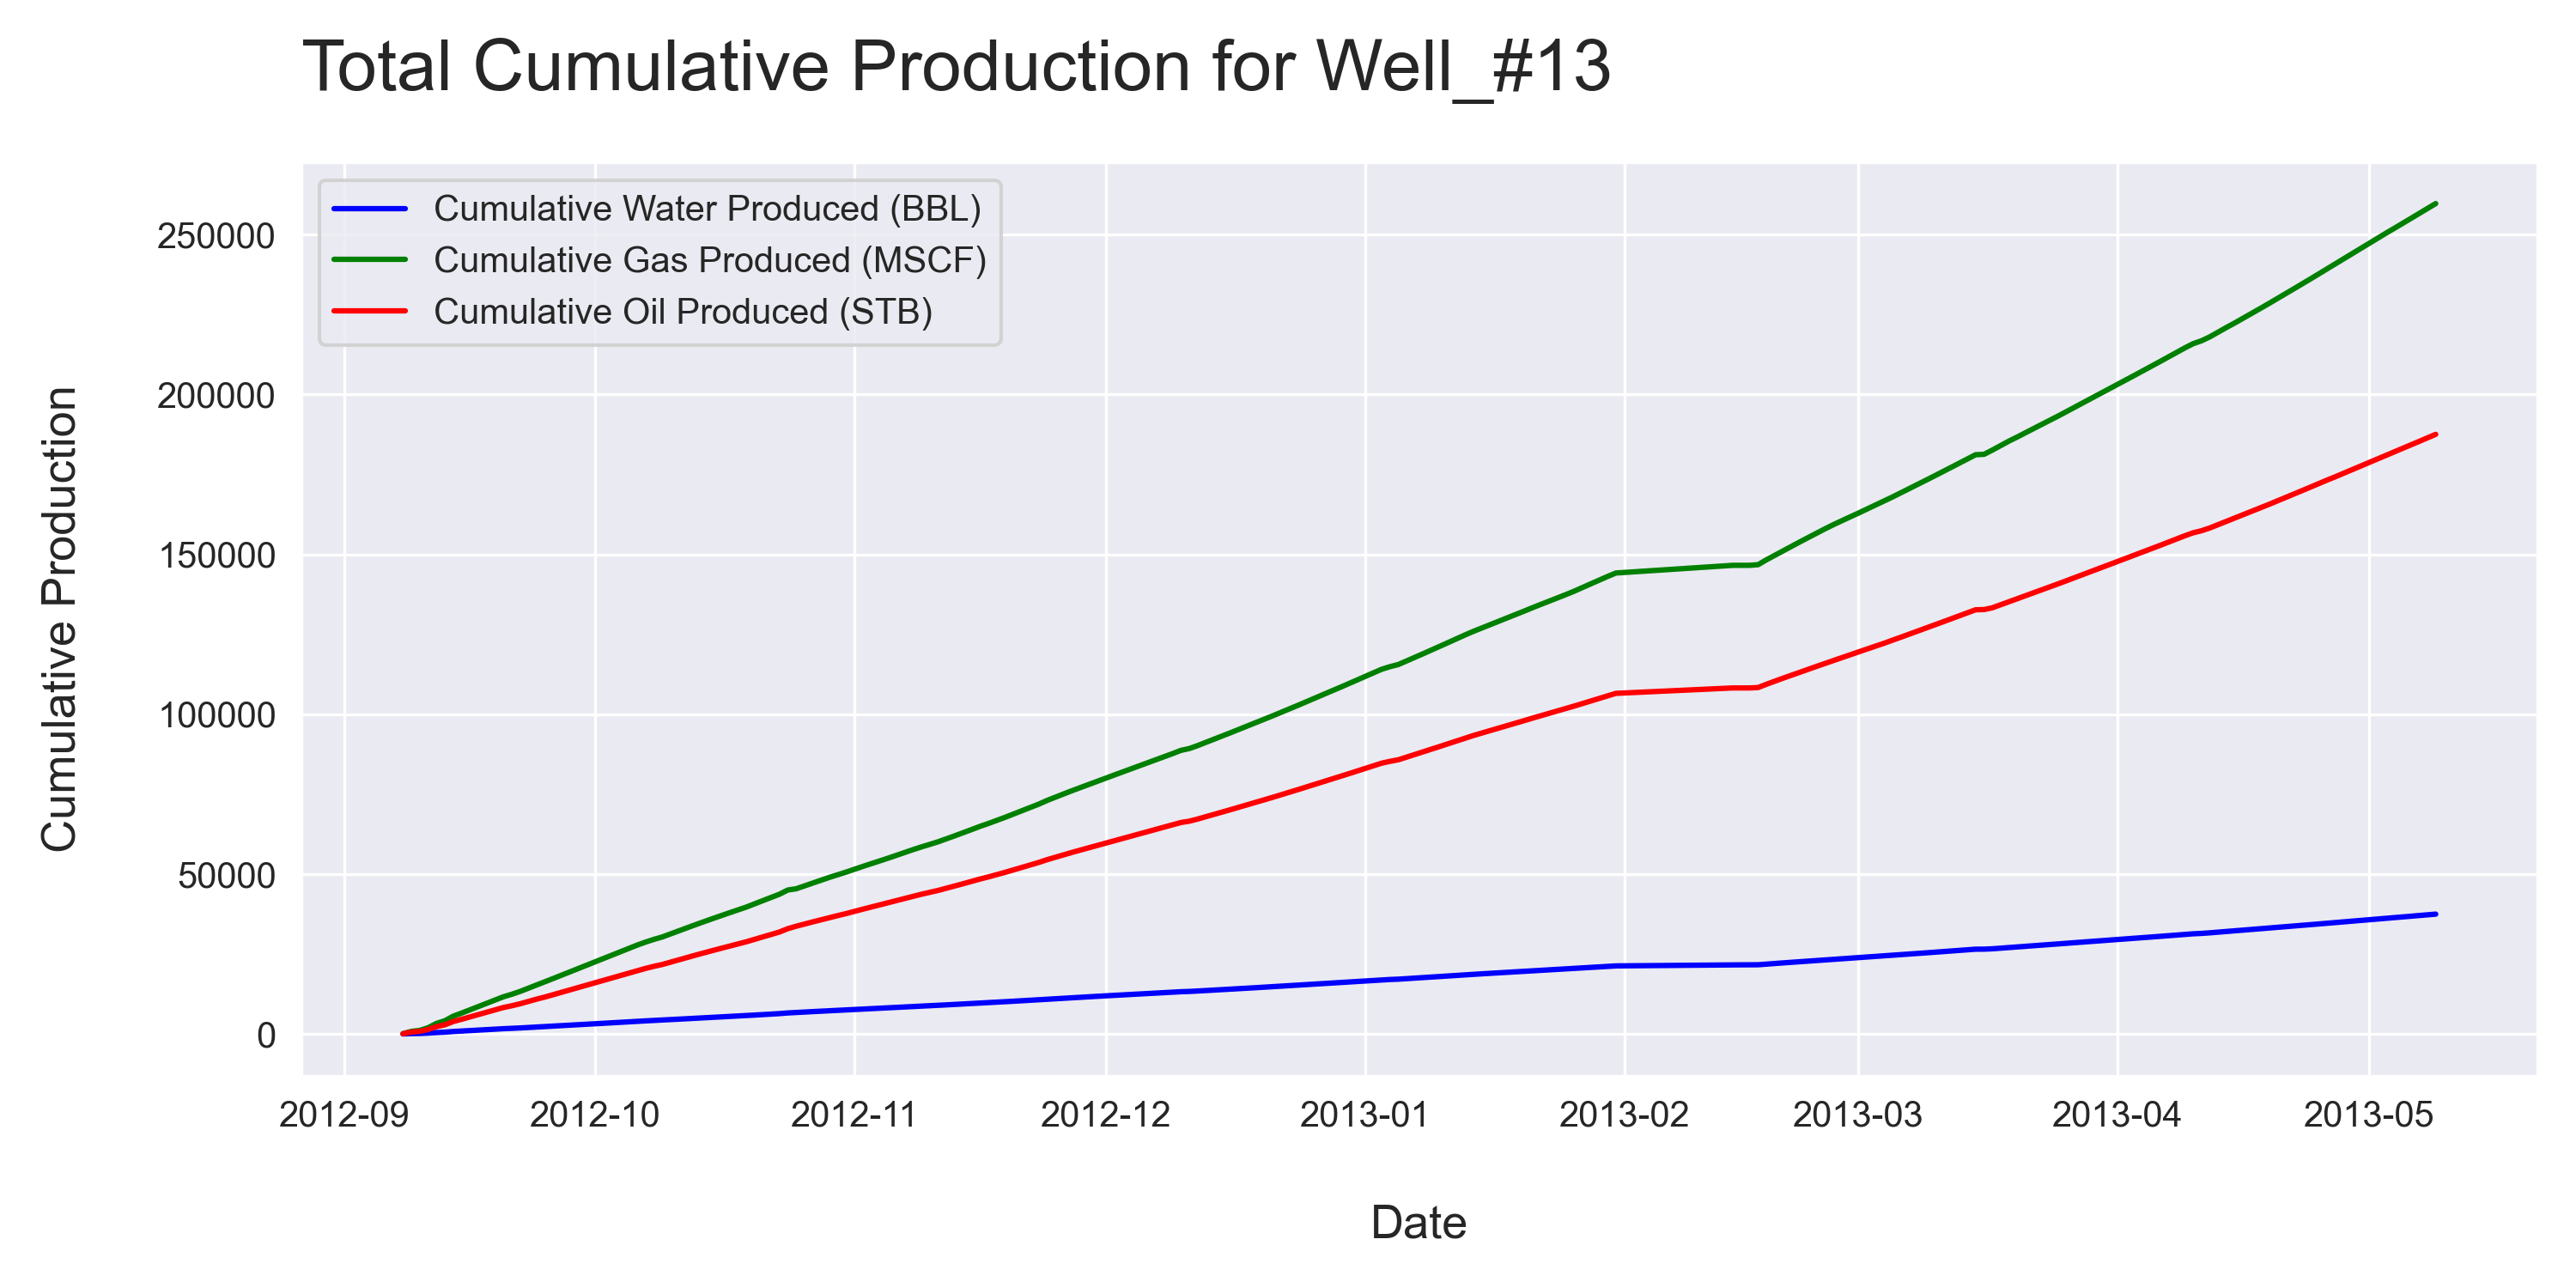 Total Cumulative Production for Well_#13
Cumulative Water Produced (BBL)
Cumulative Gas Produced (MSCF)
Cumulative Oil Produced (STB)
Cumulative Production
250000
200000
150000
100000
50000
0
2012-09 2012-10 2012-11 2012-12 2013-01 2013-02 2013-03 2013-04 2013-05
Date